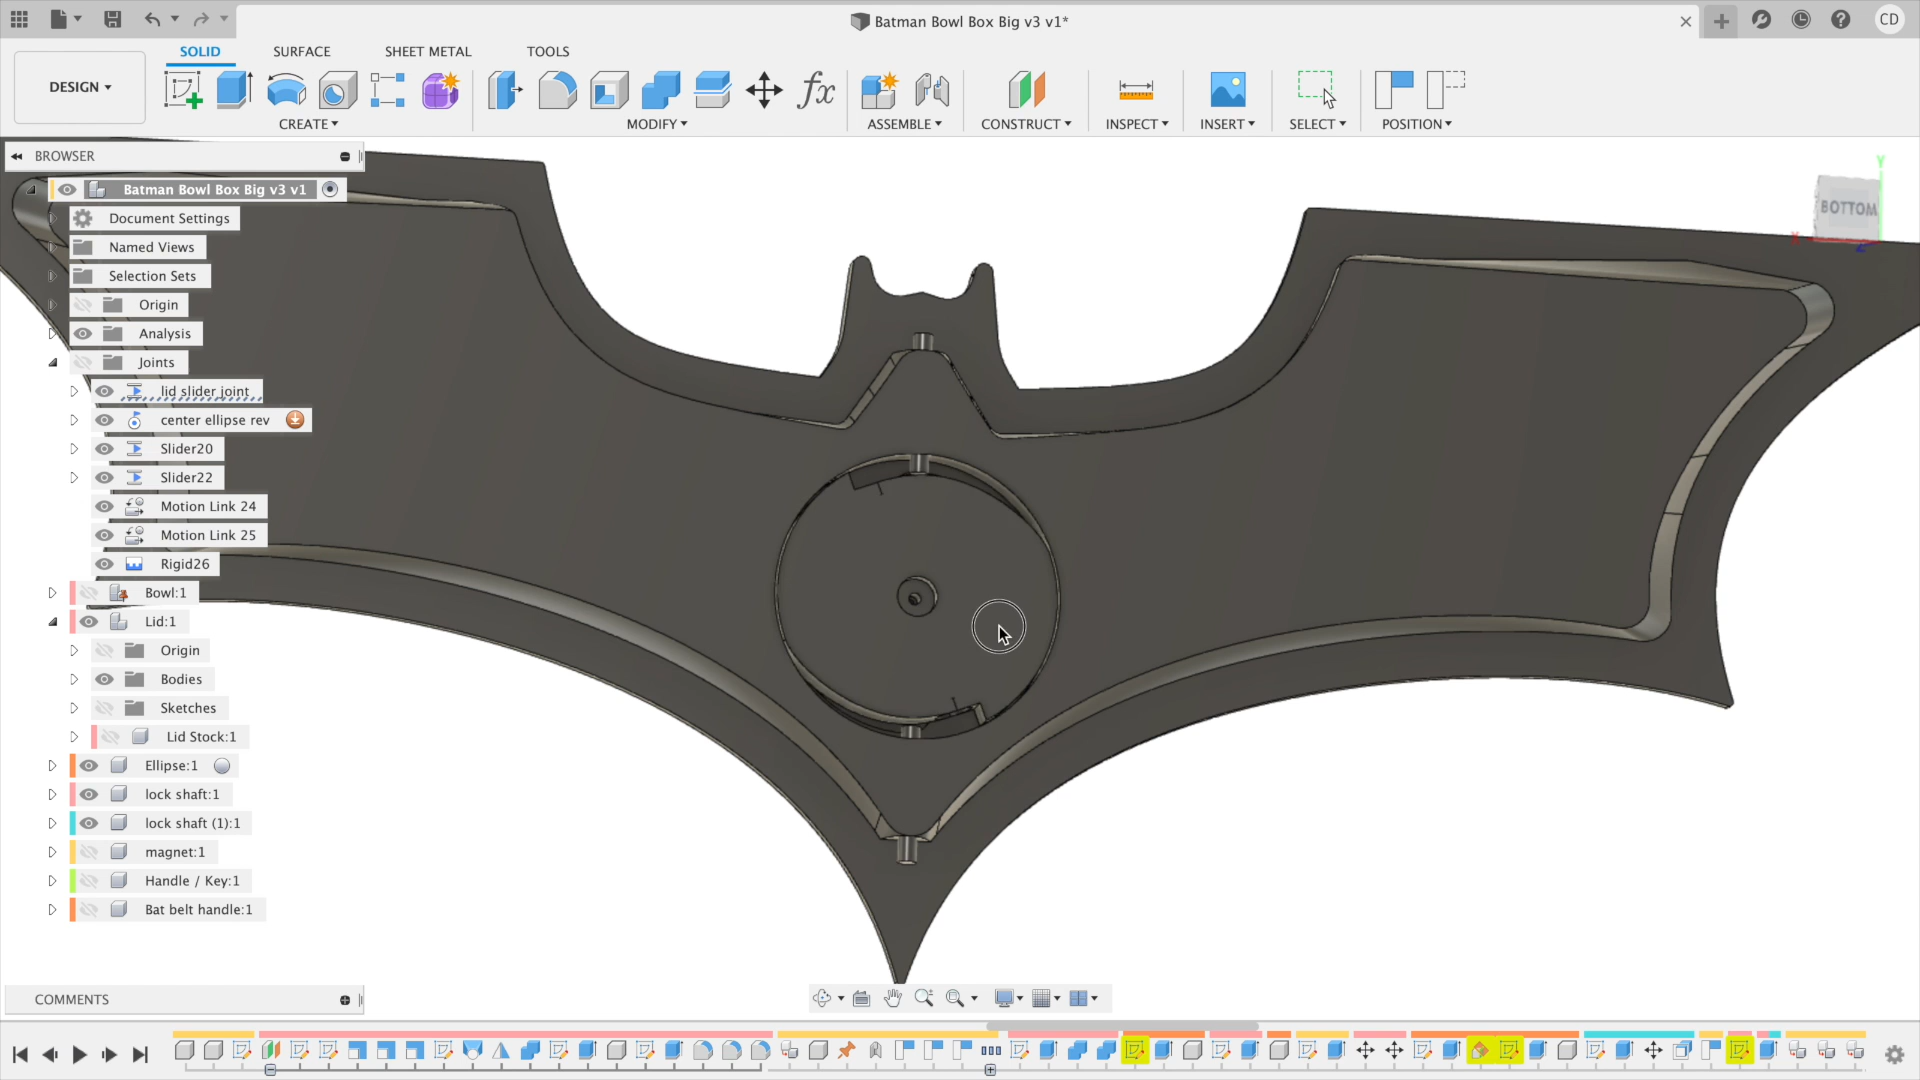 Batman Bowl Box Big v3 v1*
CD
DESIGN
SOLID
SURFACE
SHEET METAL
TOOLS
fx
CREATE
MODIFY
ASSEMBLE
CONSTRUCT
INSPECT
INSERT
SELECT
POSITION
BROWSER
Batman Bowl Box Big v3 v1
Document Settings
Named Views
Selection Sets
Origin
Analysis
Joints
lid slider joint
center ellipse rev
Slider20
Slider22
Motion Link 24
Motion Link 25
Rigid26
Bowl:1
Lid:1
Origin
Bodies
Sketches
Lid Stock:1
Ellipse:1
lock shaft:1
lock shaft (1):1
magnet:1
Handle / Key:1
Bat belt handle:1
Y
BOTTOM
X
COMMENTS